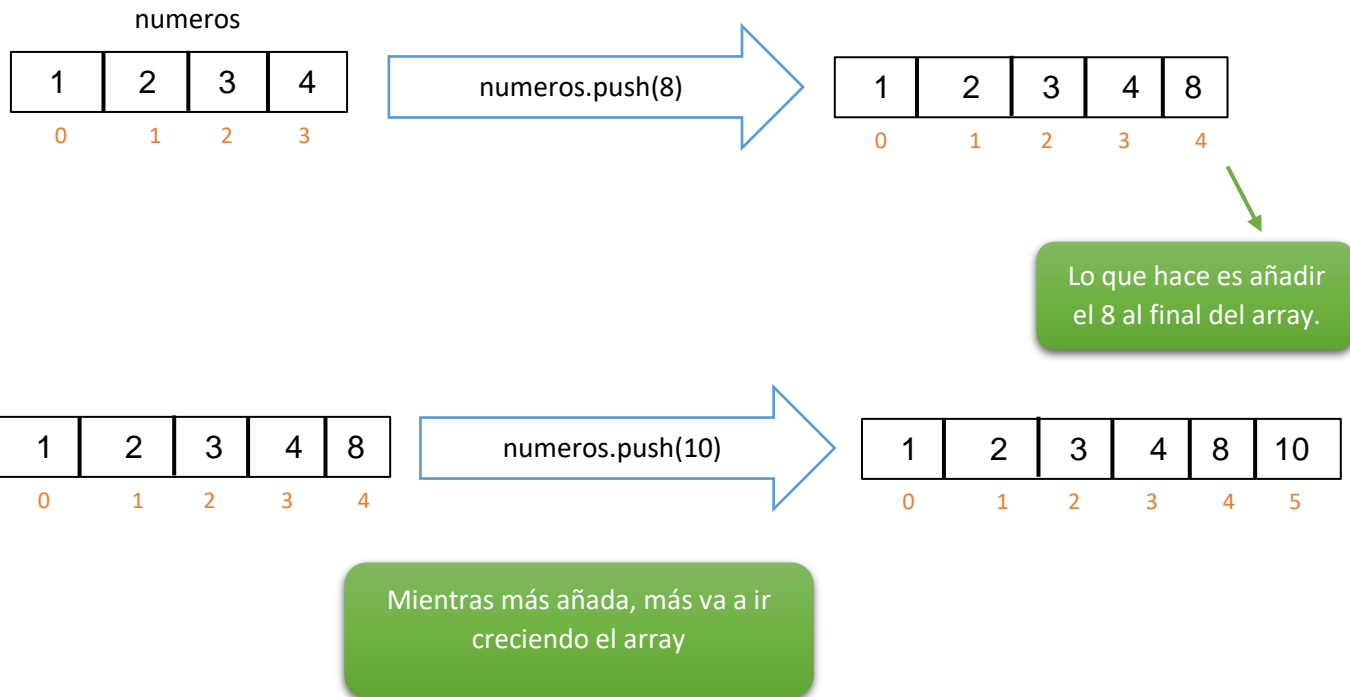 numeros
1 2 3 4
0 1 2 3
numeros.push(8)
1 2 3 4 8
0 1 2 3 4
Lo que hace es añadir
el 8 al final del array.
1 2 3 4 8
0 1 2 3 4
numeros.push(10)
1 2 3 4 8 10
0 1 2 3 4 5
Mientras más añada, más va a ir
creciendo el array